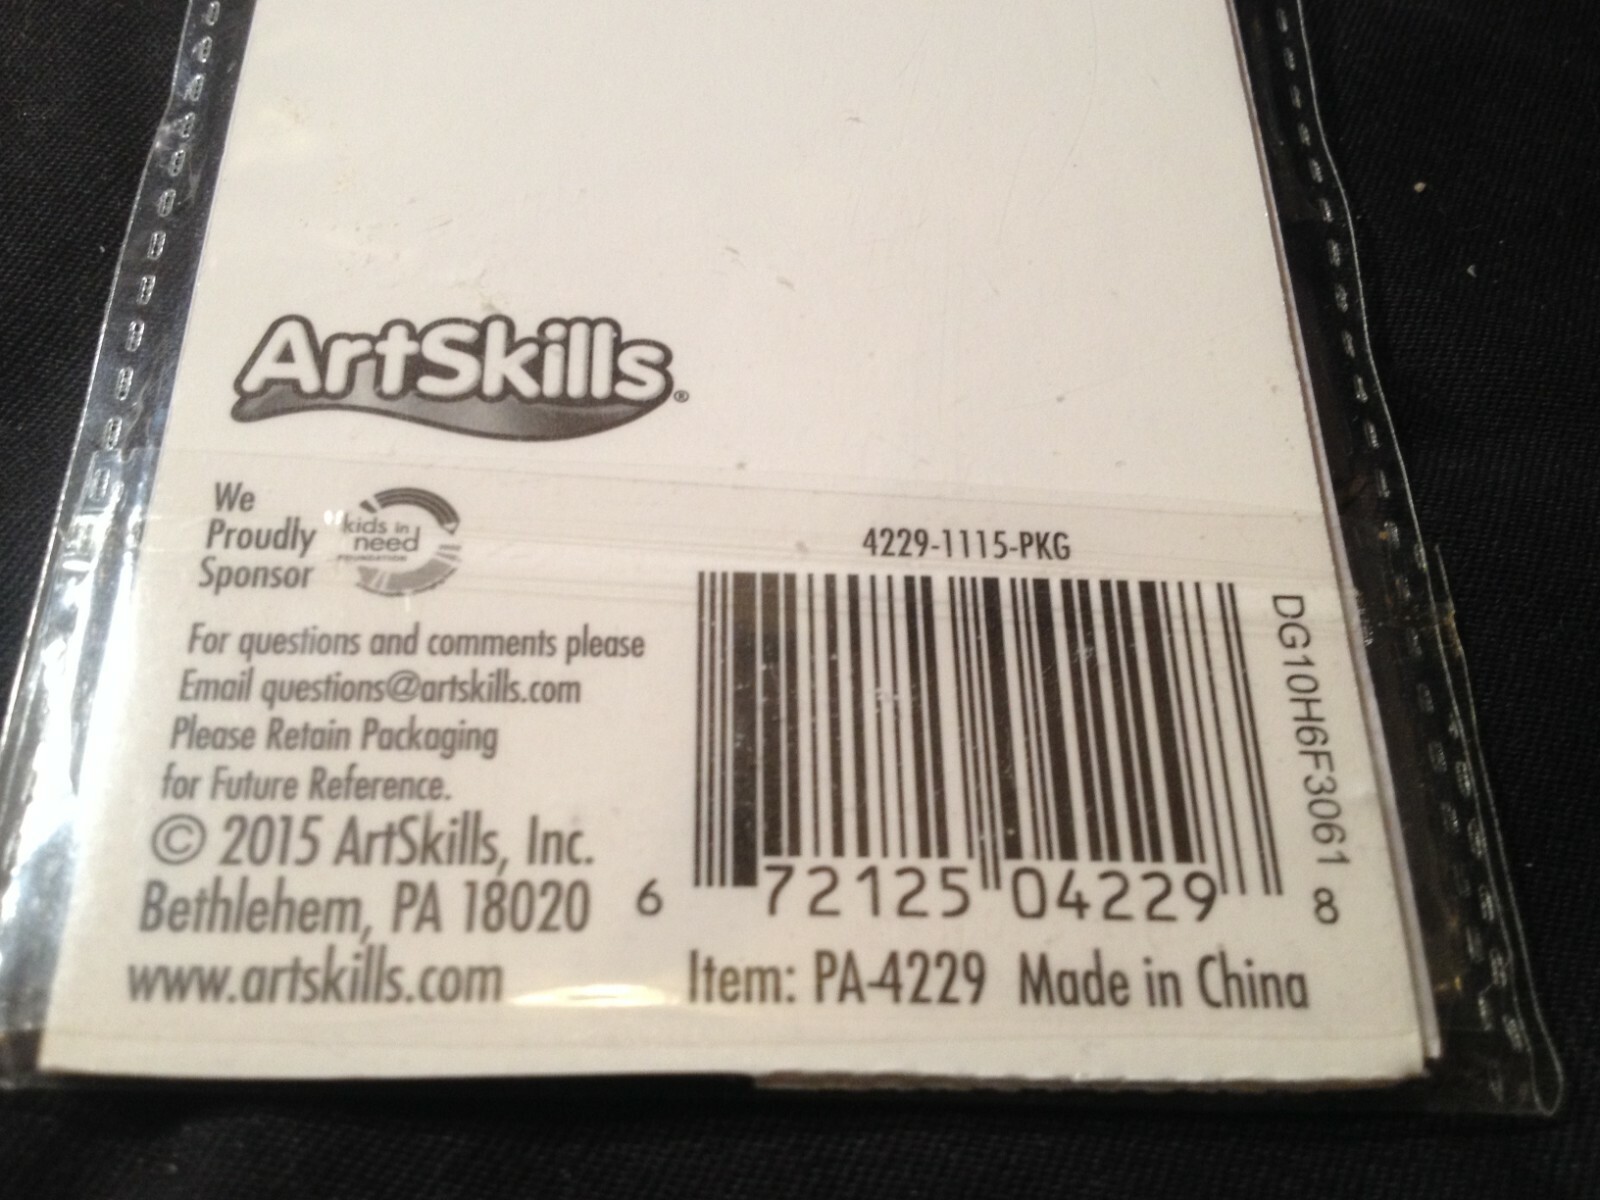 ArtSkills®
We
Proudly
Sponsor
kids in
need
FOUNDATION
For questions and comments please
Email questions@artskills.com
Please Retain Packaging
for Future Reference.
© 2015 ArtSkills, Inc.
Bethlehem, PA 18020
www.artskills.com
4229-1115-PKG
6 72125 04229 8
DG10H6F3061
Item: PA-4229 Made in China